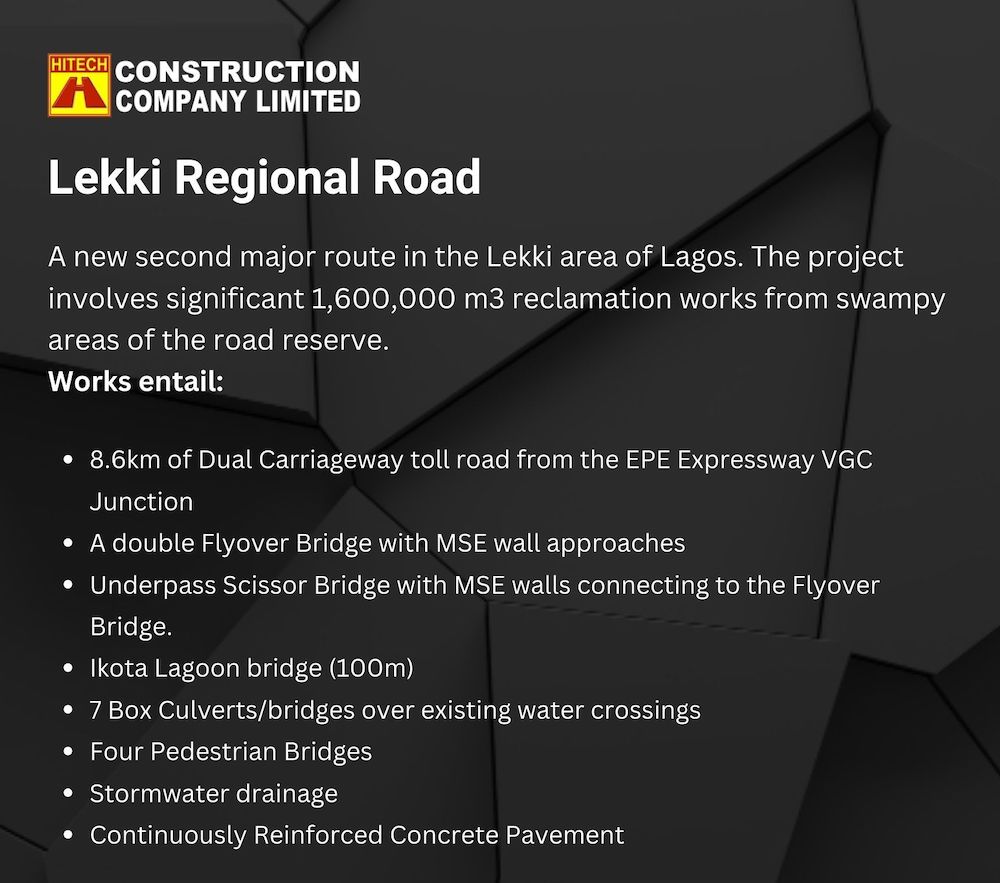 HITECH
CONSTRUCTION
COMPANY LIMITED
Lekki Regional Road
A new second major route in the Lekki area of Lagos. The project
involves significant 1,600,000 m3 reclamation works from swampy
areas of the road reserve.
Works entail:
• 8.6km of Dual Carriageway toll road from the EPE Expressway VGC
Junction
• A double Flyover Bridge with MSE wall approaches
• Underpass Scissor Bridge with MSE walls connecting to the Flyover
Bridge.
• Ikota Lagoon bridge (100m)
• 7 Box Culverts/bridges over existing water crossings
• Four Pedestrian Bridges
• Stormwater drainage
• Continuously Reinforced Concrete Pavement